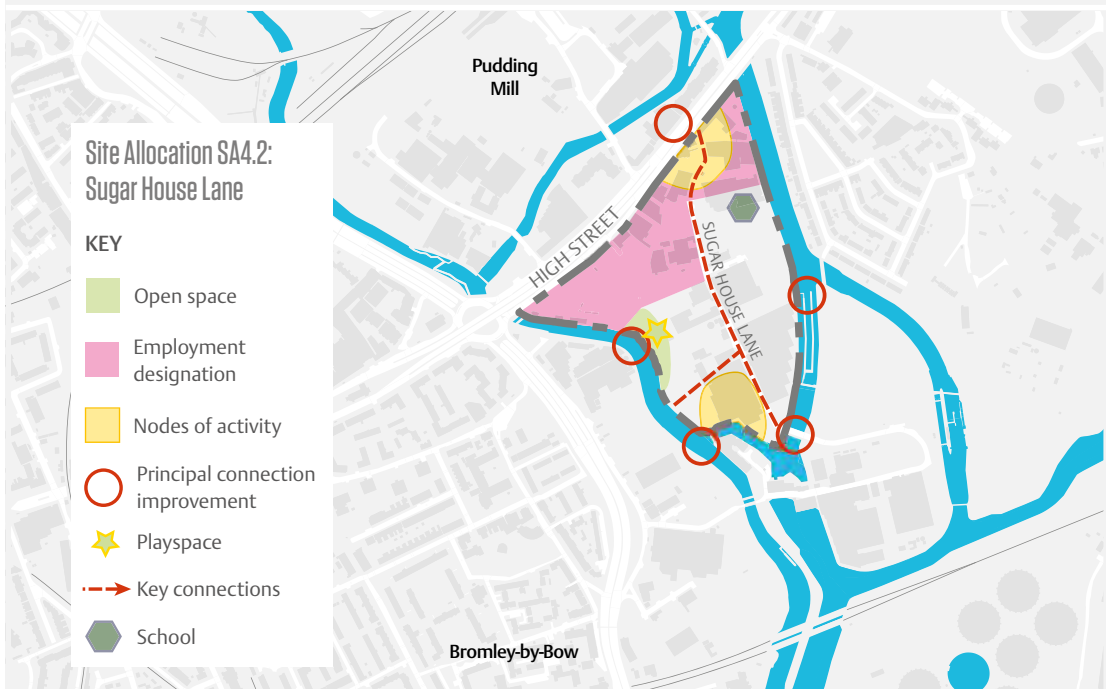 Pudding
Mill
Site Allocation SA4.2:
Sugar House Lane
KEY
Open space
Employment
designation
Nodes of activity
Principal connection
improvement
Playspace
Key connections
School
HIGH STREET
SUGAR HOUSE LANE
Bromley-by-Bow